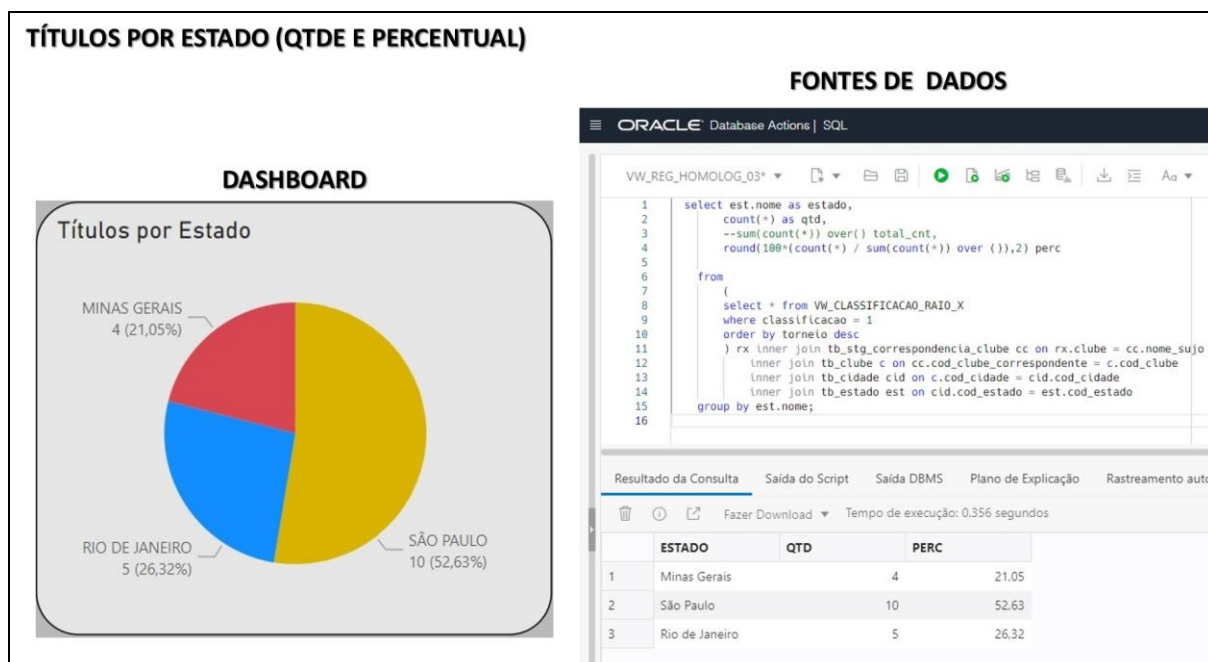 TÍTULOS POR ESTADO (QTDE E PERCENTUAL)
FONTES DE DADOS
DASHBOARD
Títulos por Estado
MINAS GERAIS
4 (21,05%)
RIO DE JANEIRO
5 (26,32%)
SÃO PAULO
10 (52,63%)
ORACLE Database Actions | SQL
VW_REG_HOMOLOG_03*
Aa
1 select est.nome as estado,
2 count(*) as qtd,
3 --sum(count(*)) over() total_cnt,
4 round(100*(count(*) / sum(count(*)) over ()),2) perc
5
6 from
7 (
8 select * from VW_CLASSIFICACAO_RAIO_X
9 where classificacao = 1
10 order by torneio desc
11 ) rx inner join tb_stg_correspondencia_clube cc on rx.clube = cc.nome_sujo
12 inner join tb_clube c on cc.cod_clube_correspondente = c.cod_clube
13 inner join tb_cidade cid on c.cod_cidade = cid.cod_cidade
14 inner join tb_estado est on cid.cod_estado = est.cod_estado
15 group by est.nome;
16
Resultado da Consulta Saída do Script Saída DBMS Plano de Explicação Rastreamento auto
Fazer Download Tempo de execução: 0.356 segundos
ESTADO QTD PERC
1 Minas Gerais 4 21,05
2 São Paulo 10 52,63
3 Rio de Janeiro 5 26,32